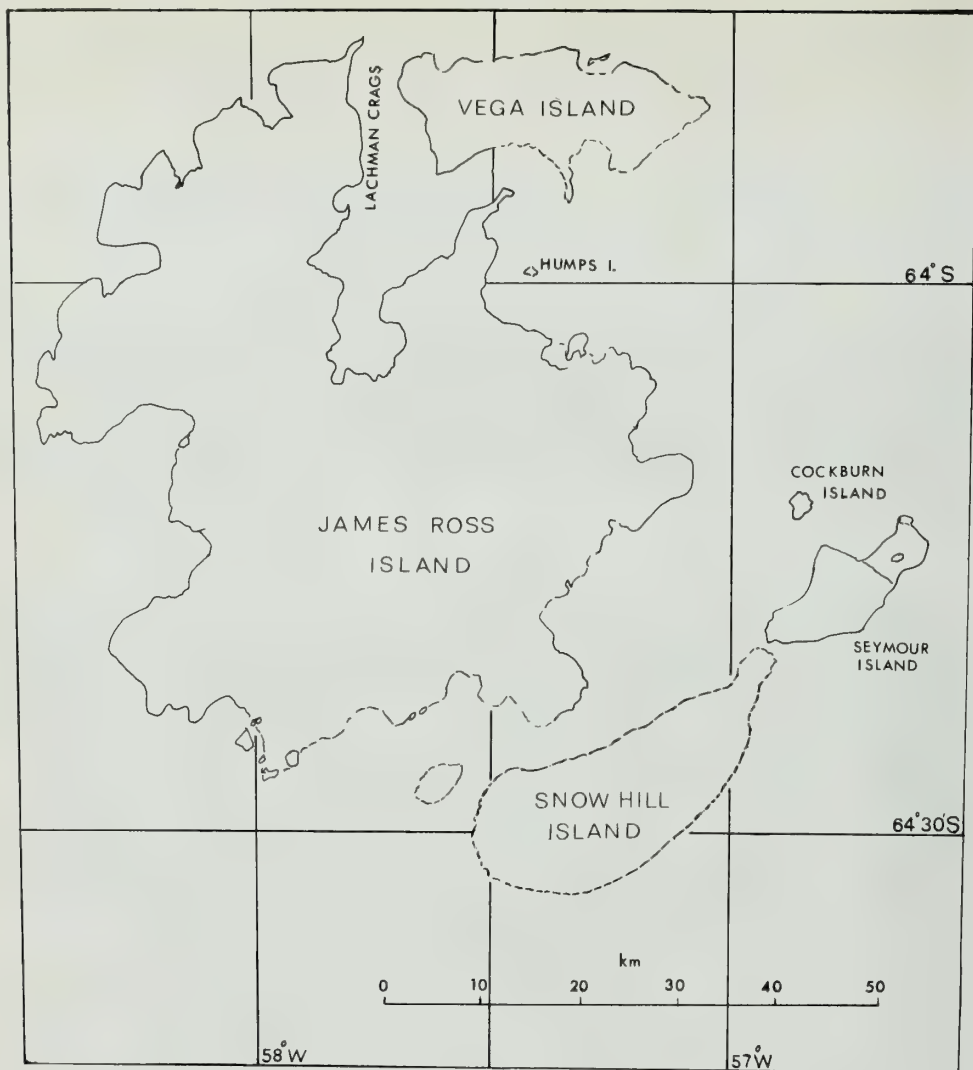 LACHMAN CRAGS
VEGA ISLAND
HUMPS I.
64°S
COCKBURN
ISLAND
JAMES ROSS
ISLAND
SEYMOUR
ISLAND
SNOW HILL
ISLAND
64°30'S
km
0 10 20 30 40 50
58°W
57°W